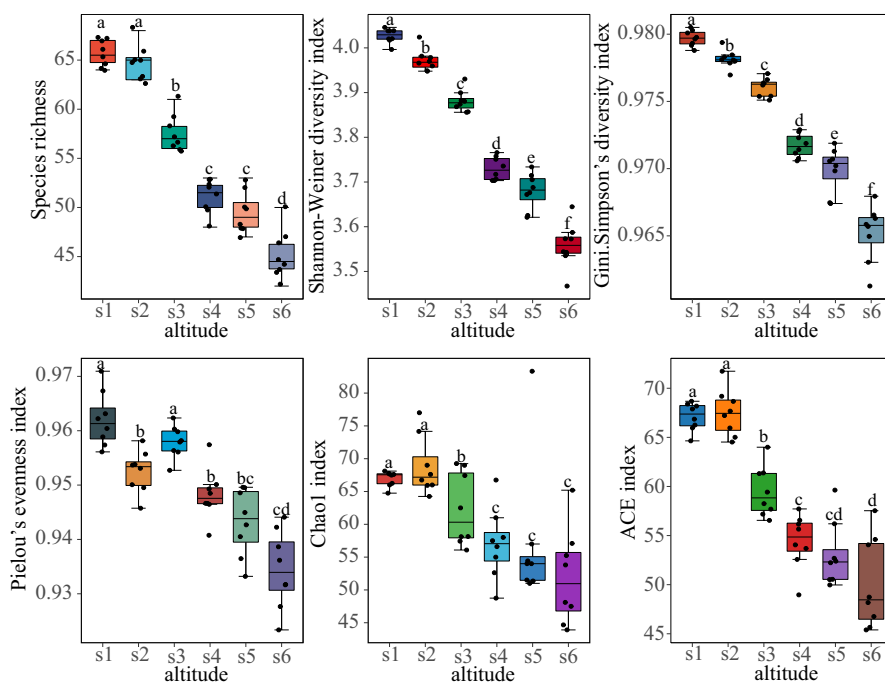 Species richness
65
60
55
50
45
a
a
b
c
c
d
s1 s2 s3 s4 s5 s6
altitude
Shannon-Weiner diversity index
4.0
3.9
3.8
3.7
3.6
3.5
a
b
c
d
e
f
s1 s2 s3 s4 s5 s6
altitude
Gini.Simpson's diversity index
0.980
0.975
0.970
0.965
a
b
c
d
e
f
s1 s2 s3 s4 s5 s6
altitude
Pielou's evenness index
0.97
0.96
0.95
0.94
0.93
a
b
a
b
bc
cd
s1 s2 s3 s4 s5 s6
altitude
Chao1 index
80
75
70
65
60
55
50
45
a
a
b
c
c
c
s1 s2 s3 s4 s5 s6
altitude
ACE index
70
65
60
55
50
45
a
a
b
c
cd
d
s1 s2 s3 s4 s5 s6
altitude